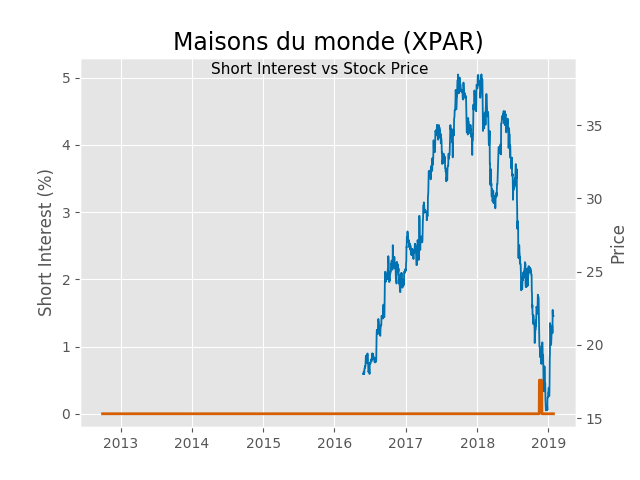 Maisons du monde (XPAR)
Short Interest vs Stock Price
Short Interest (%)
5
4
3
2
1
0
35
30
25
20
15
Price
2013 2014 2015 2016 2017 2018 2019